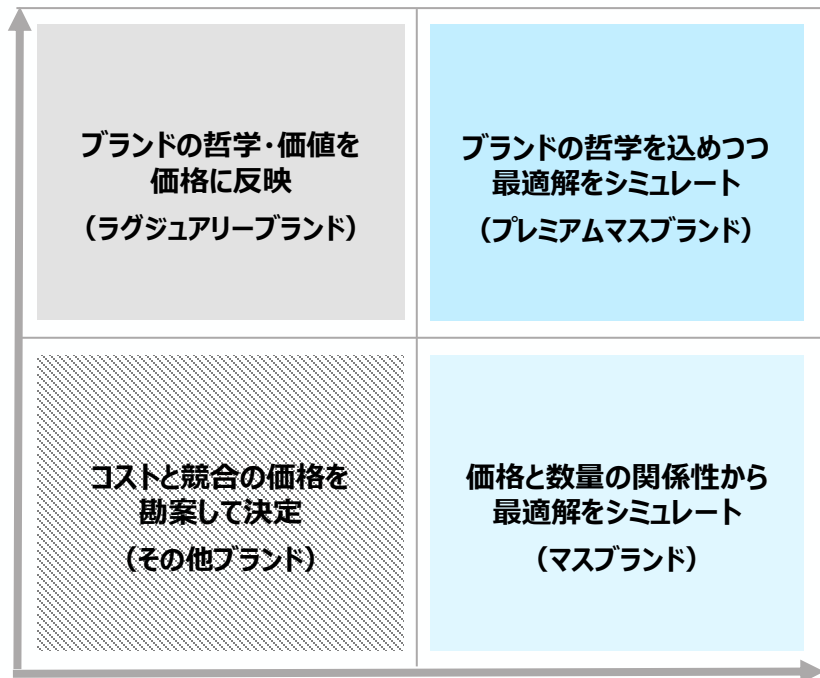 ブランドの哲学・価値を
価格に反映
（ラグジュアリーブランド）
ブランドの哲学を込めつつ
最適解をシミュレート
（プレミアムマスブランド）
コストと競合の価格を
勘案して決定
（その他ブランド）
価格と数量の関係性から
最適解をシミュレート
（マスブランド）